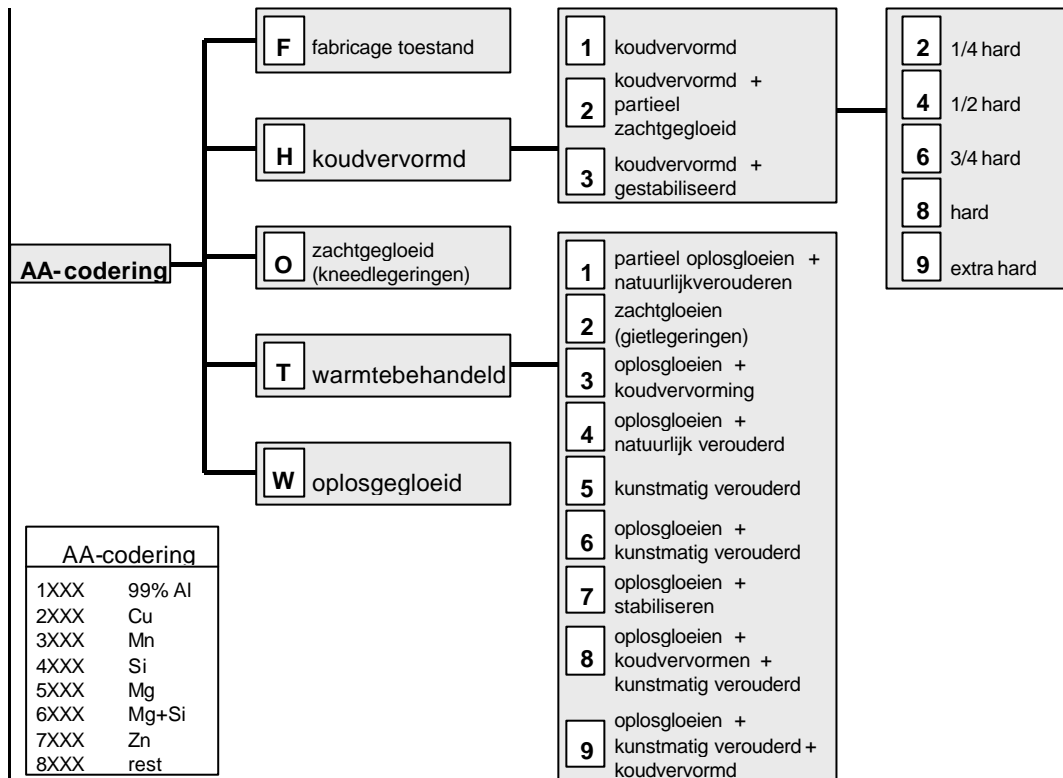 AA-codering
F fabricage toestand
H koudvervormd
O zachtgegloeid
(kneedlegeringen)
T warmtebehandeld
W oplosgegloeid
1 koudvervormd
2 koudvervormd +
partieel
zachtgegloeid
3 koudvervormd +
gestabiliseerd
2 1/4 hard
4 1/2 hard
6 3/4 hard
8 hard
9 extra hard
1 partieel oplosgloeien +
natuurlijkverouderen
2 zachtgloeien
(gietlegeringen)
3 oplosgloeien +
koudvervorming
4 oplosgloeien +
natuurlijk verouderd
5 kunstmatig verouderd
6 oplosgloeien +
kunstmatig verouderd
7 oplosgloeien +
stabiliseren
8 oplosgloeien +
koudvervormen +
kunstmatig verouderd
9 oplosgloeien +
kunstmatig verouderd +
koudvervormd
AA-codering
1XXX 99% Al
2XXX Cu
3XXX Mn
4XXX Si
5XXX Mg
6XXX Mg+Si
7XXX Zn
8XXX rest